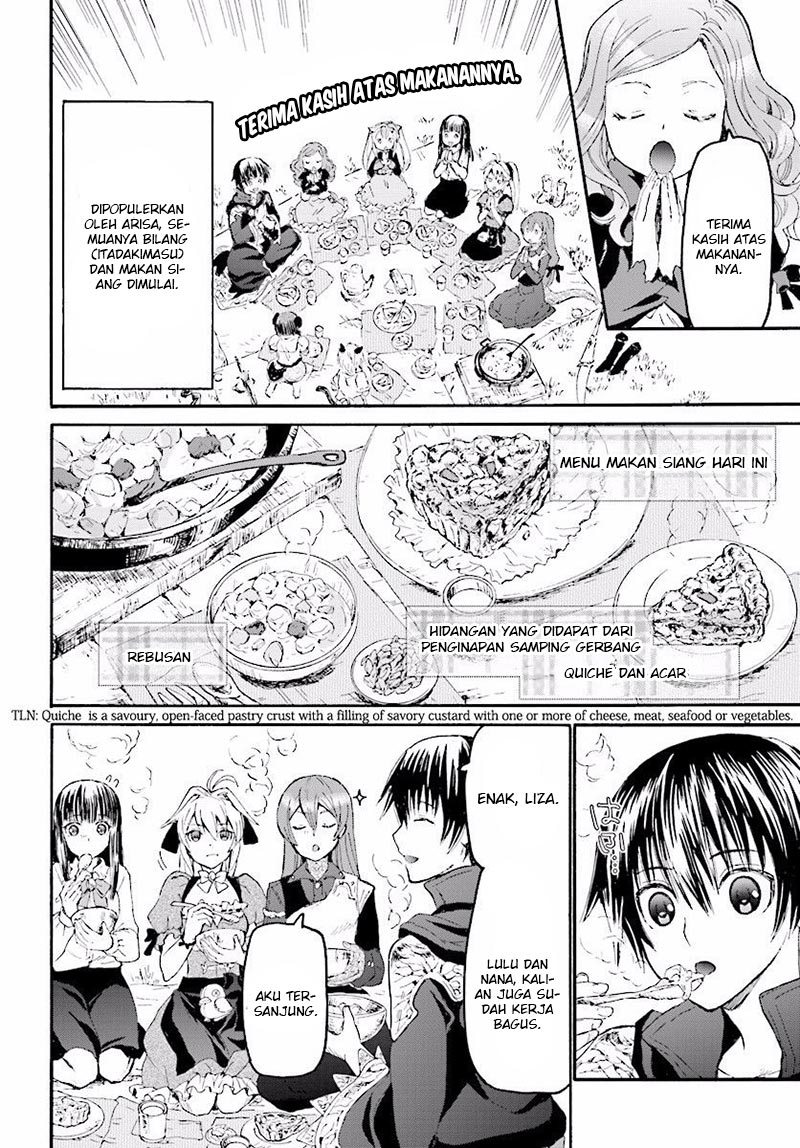 TERIMA
KASIH ATAS
MAKANAN-
NYA.
TERIMA KASIH ATAS MAKANANNYA.
DIPOPULERKAN
OLEH ARISA, SE-
MUANYA BILANG
(ITADAKIMASU)
DAN MAKAN SI-
ANG DIMULAI.
MENU MAKAN SIANG HARI INI
HIDANGAN YANG DIDAPAT DARI
PENGINAPAN SAMPING GERBANG
QUICHE DAN ACAR
REBUSAN
TLN: Quiche is a savoury, open-faced pastry crust with a filling of savory custard with one or more of cheese, meat, seafood or vegetables.
はふ…
ENAK, LIZA.
LULU DAN
NANA, KALI-
AN JUGA SU-
DAH KERJA
BAGUS.
AKU TER-
SANJUNG.